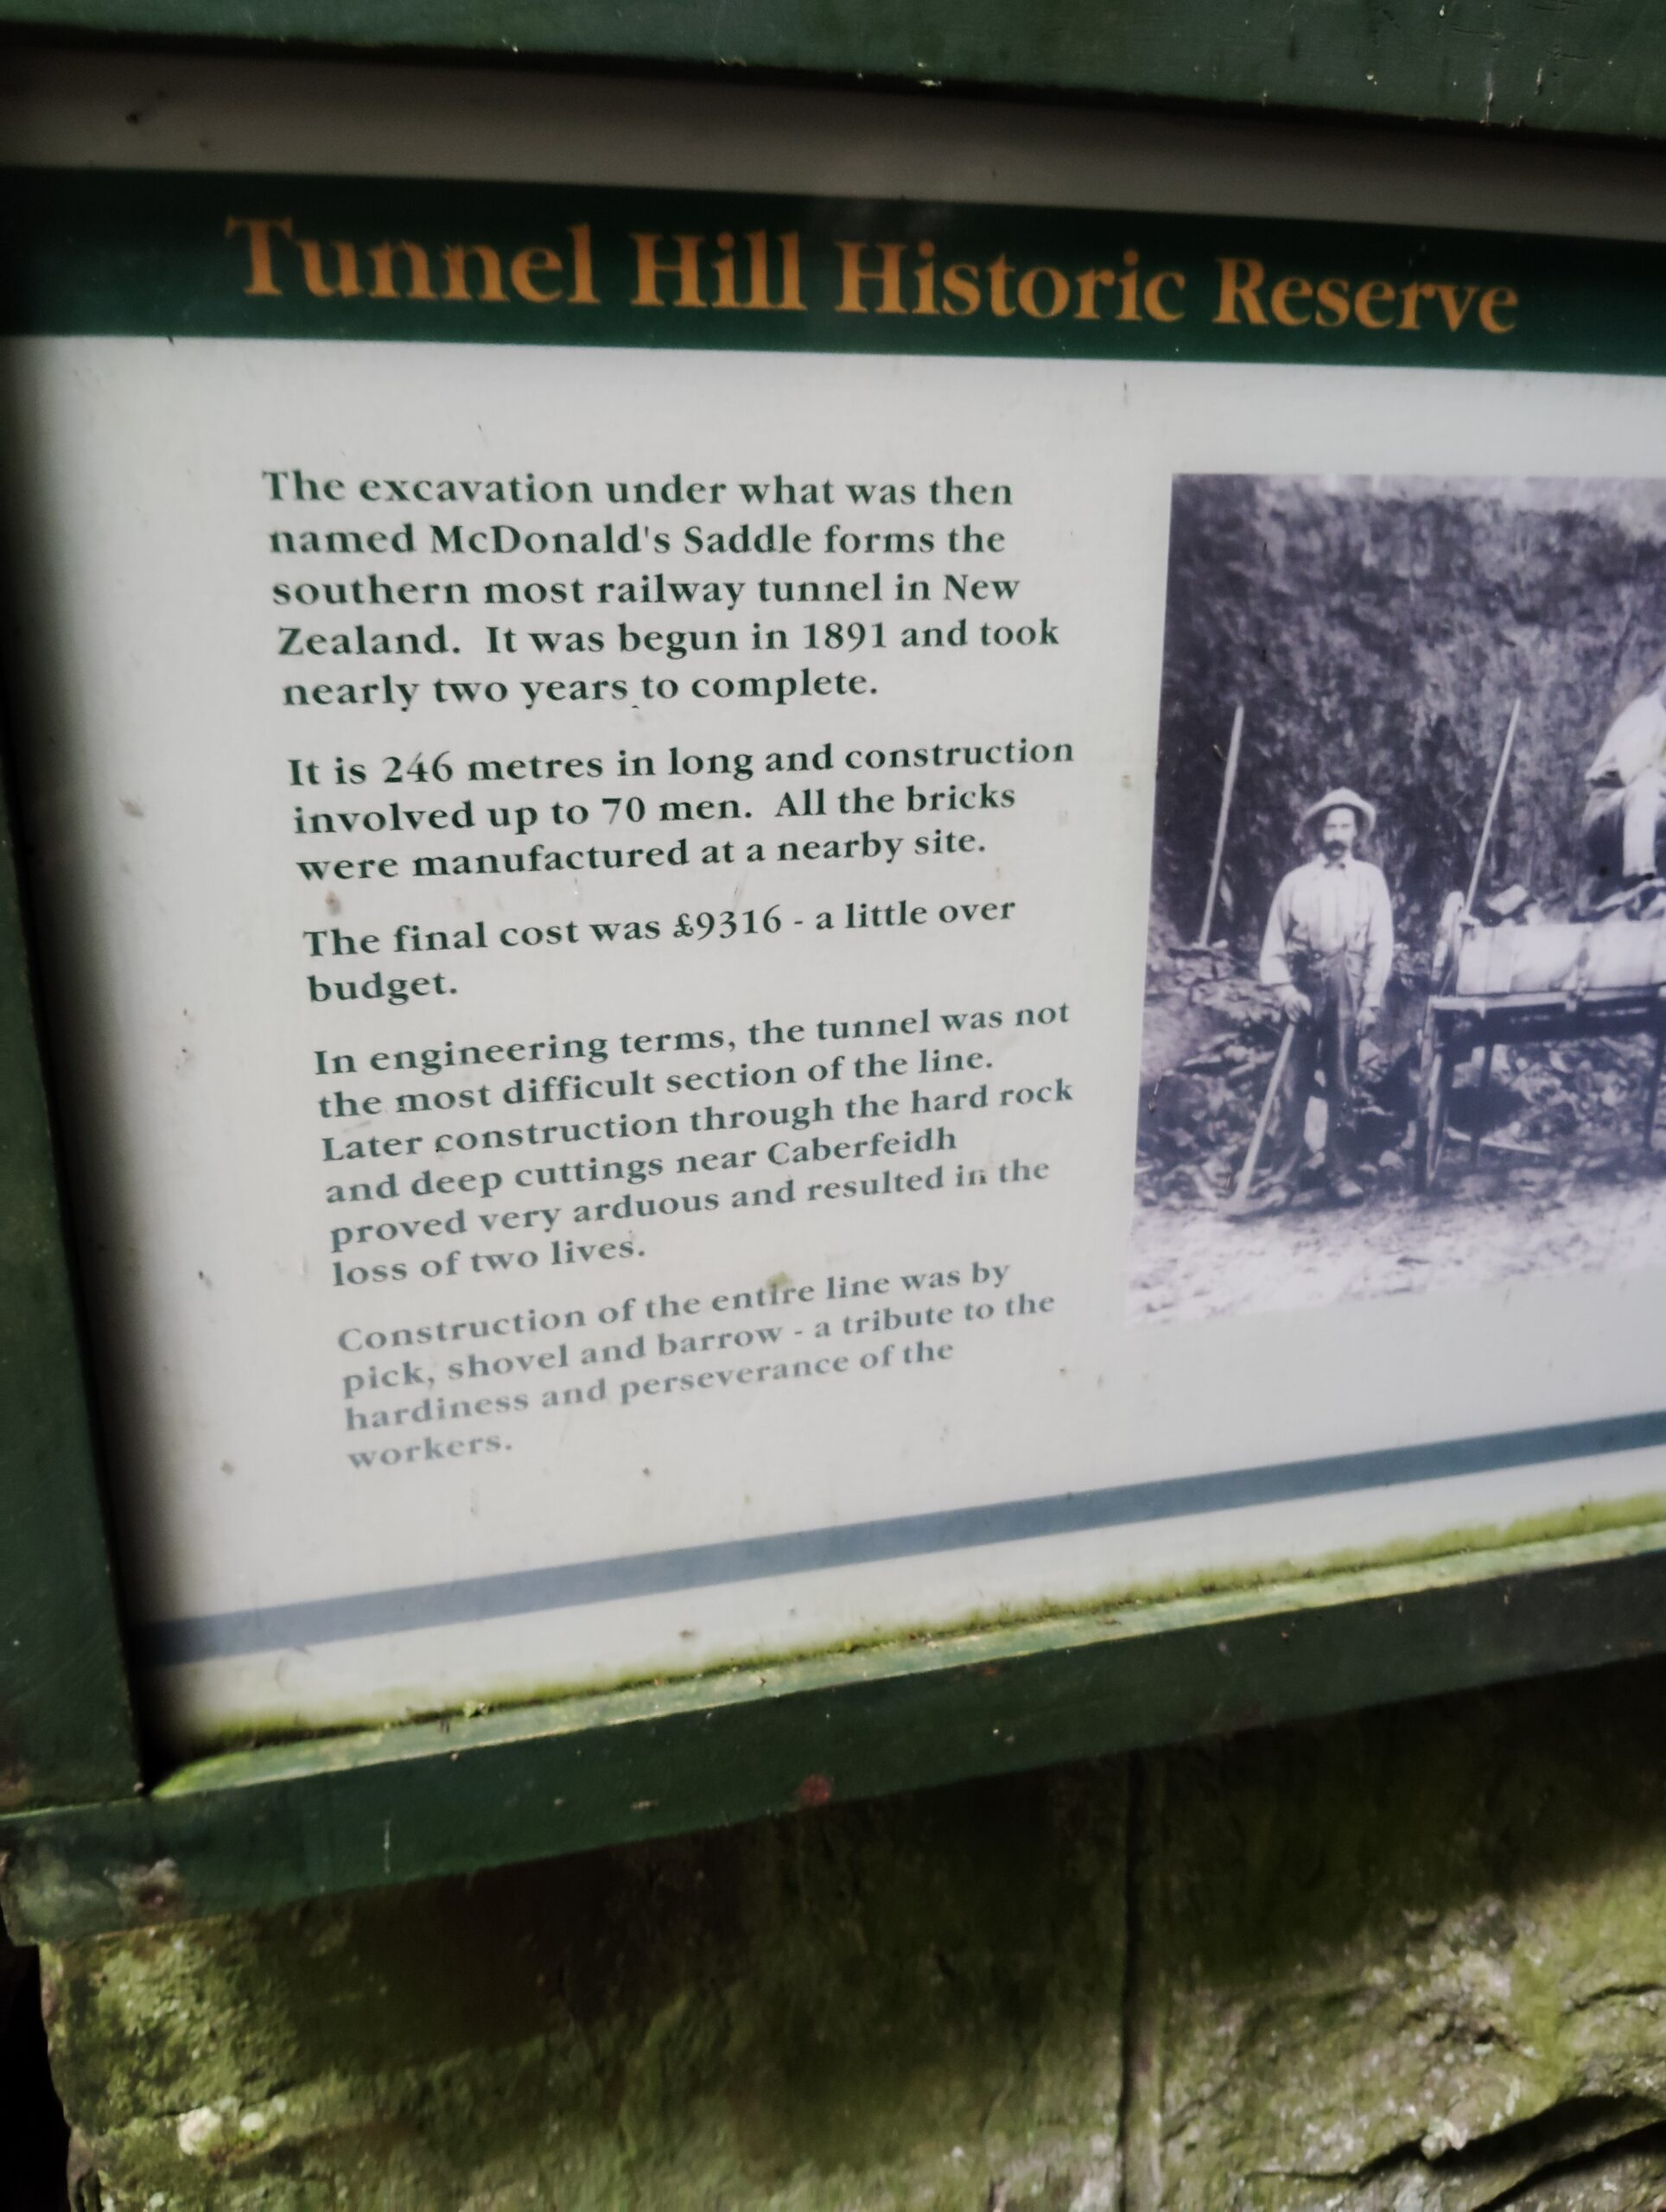 Tunnel Hill Historic Reserve
The excavation under what was then
named McDonald's Saddle forms the
southern most railway tunnel in New
Zealand. It was begun in 1891 and took
nearly two years to complete.
It is 246 metres in long and construction
involved up to 70 men. All the bricks
were manufactured at a nearby site.
The final cost was £9316 - a little over
budget.
In engineering terms, the tunnel was not
the most difficult section of the line.
Later construction through the hard rock
and deep cuttings near Caberfeidh
proved very arduous and resulted in the
loss of two lives.
Construction of the entire line was by
pick, shovel and barrow - a tribute to the
hardiness and perseverance of the
workers.